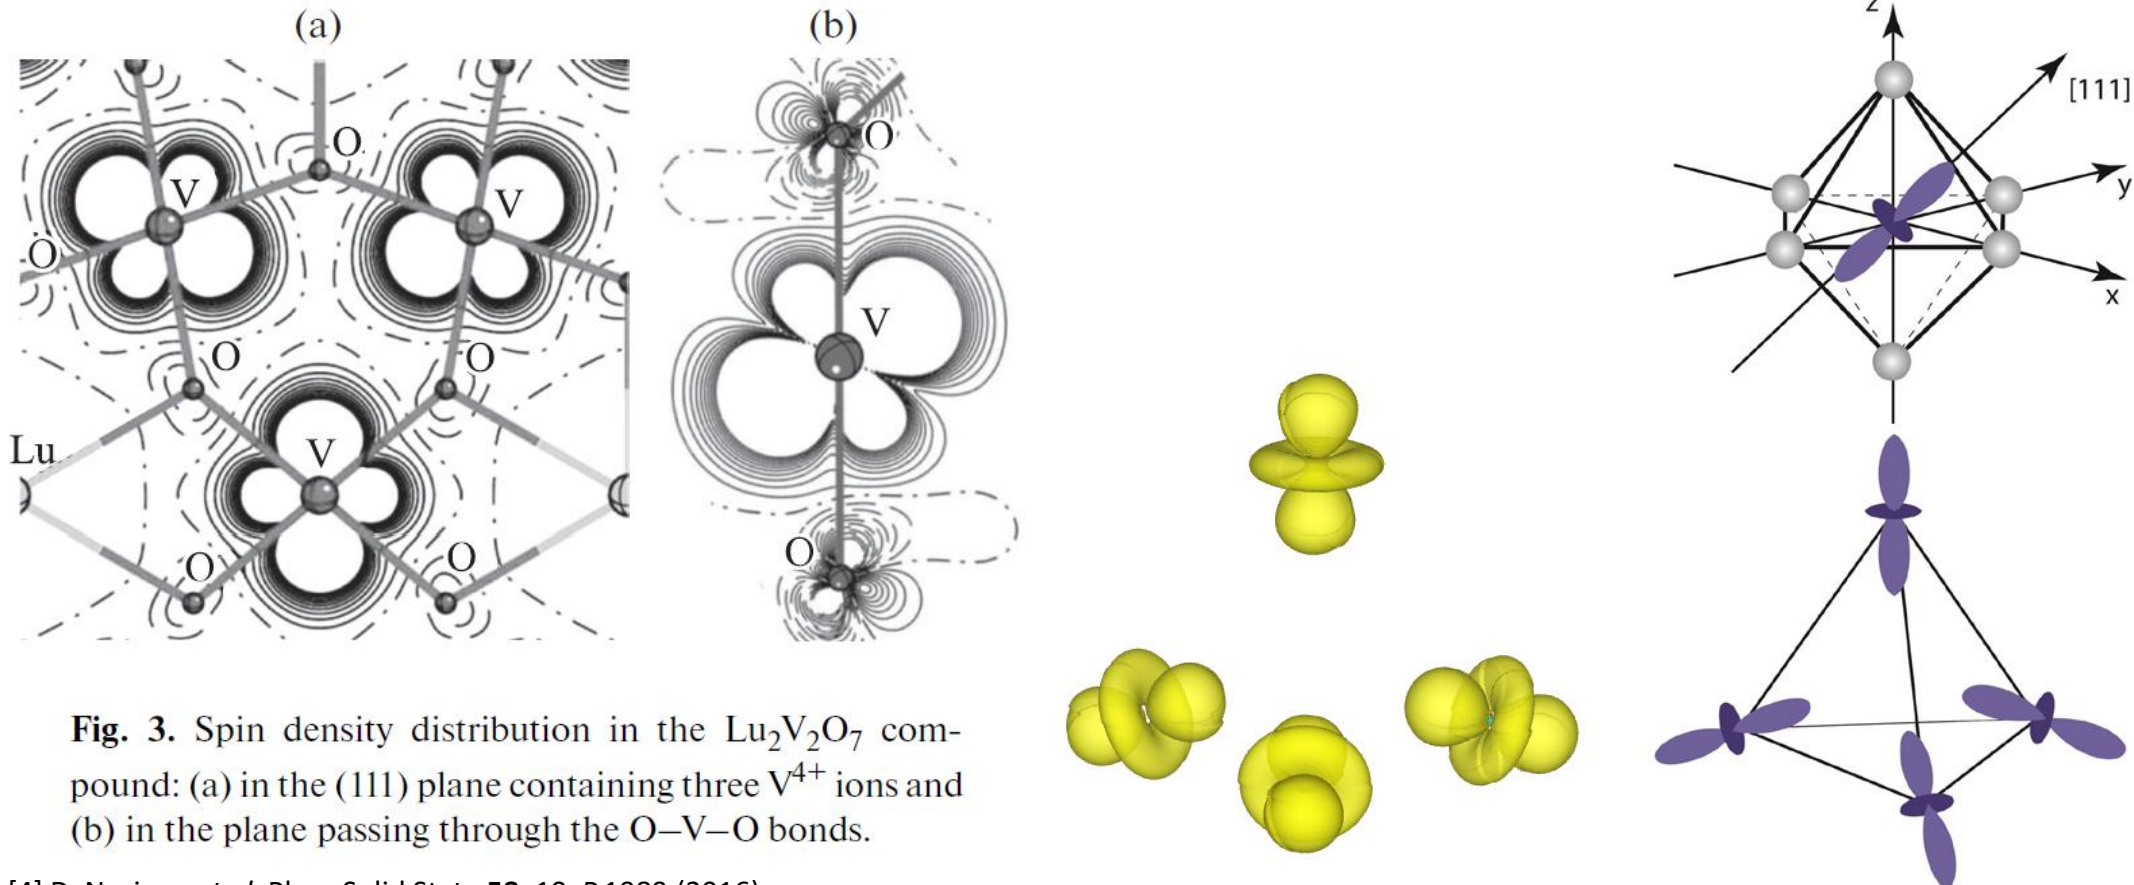 (a)
(b)
O
V
V
O
O
O
V
Lu
O
O
O
V
O
z
[111]
y
x
Fig. 3. Spin density distribution in the Lu₂V₂O₇ com-
pound: (a) in the (111) plane containing three V⁴⁺ ions and
(b) in the plane passing through the O–V–O bonds.